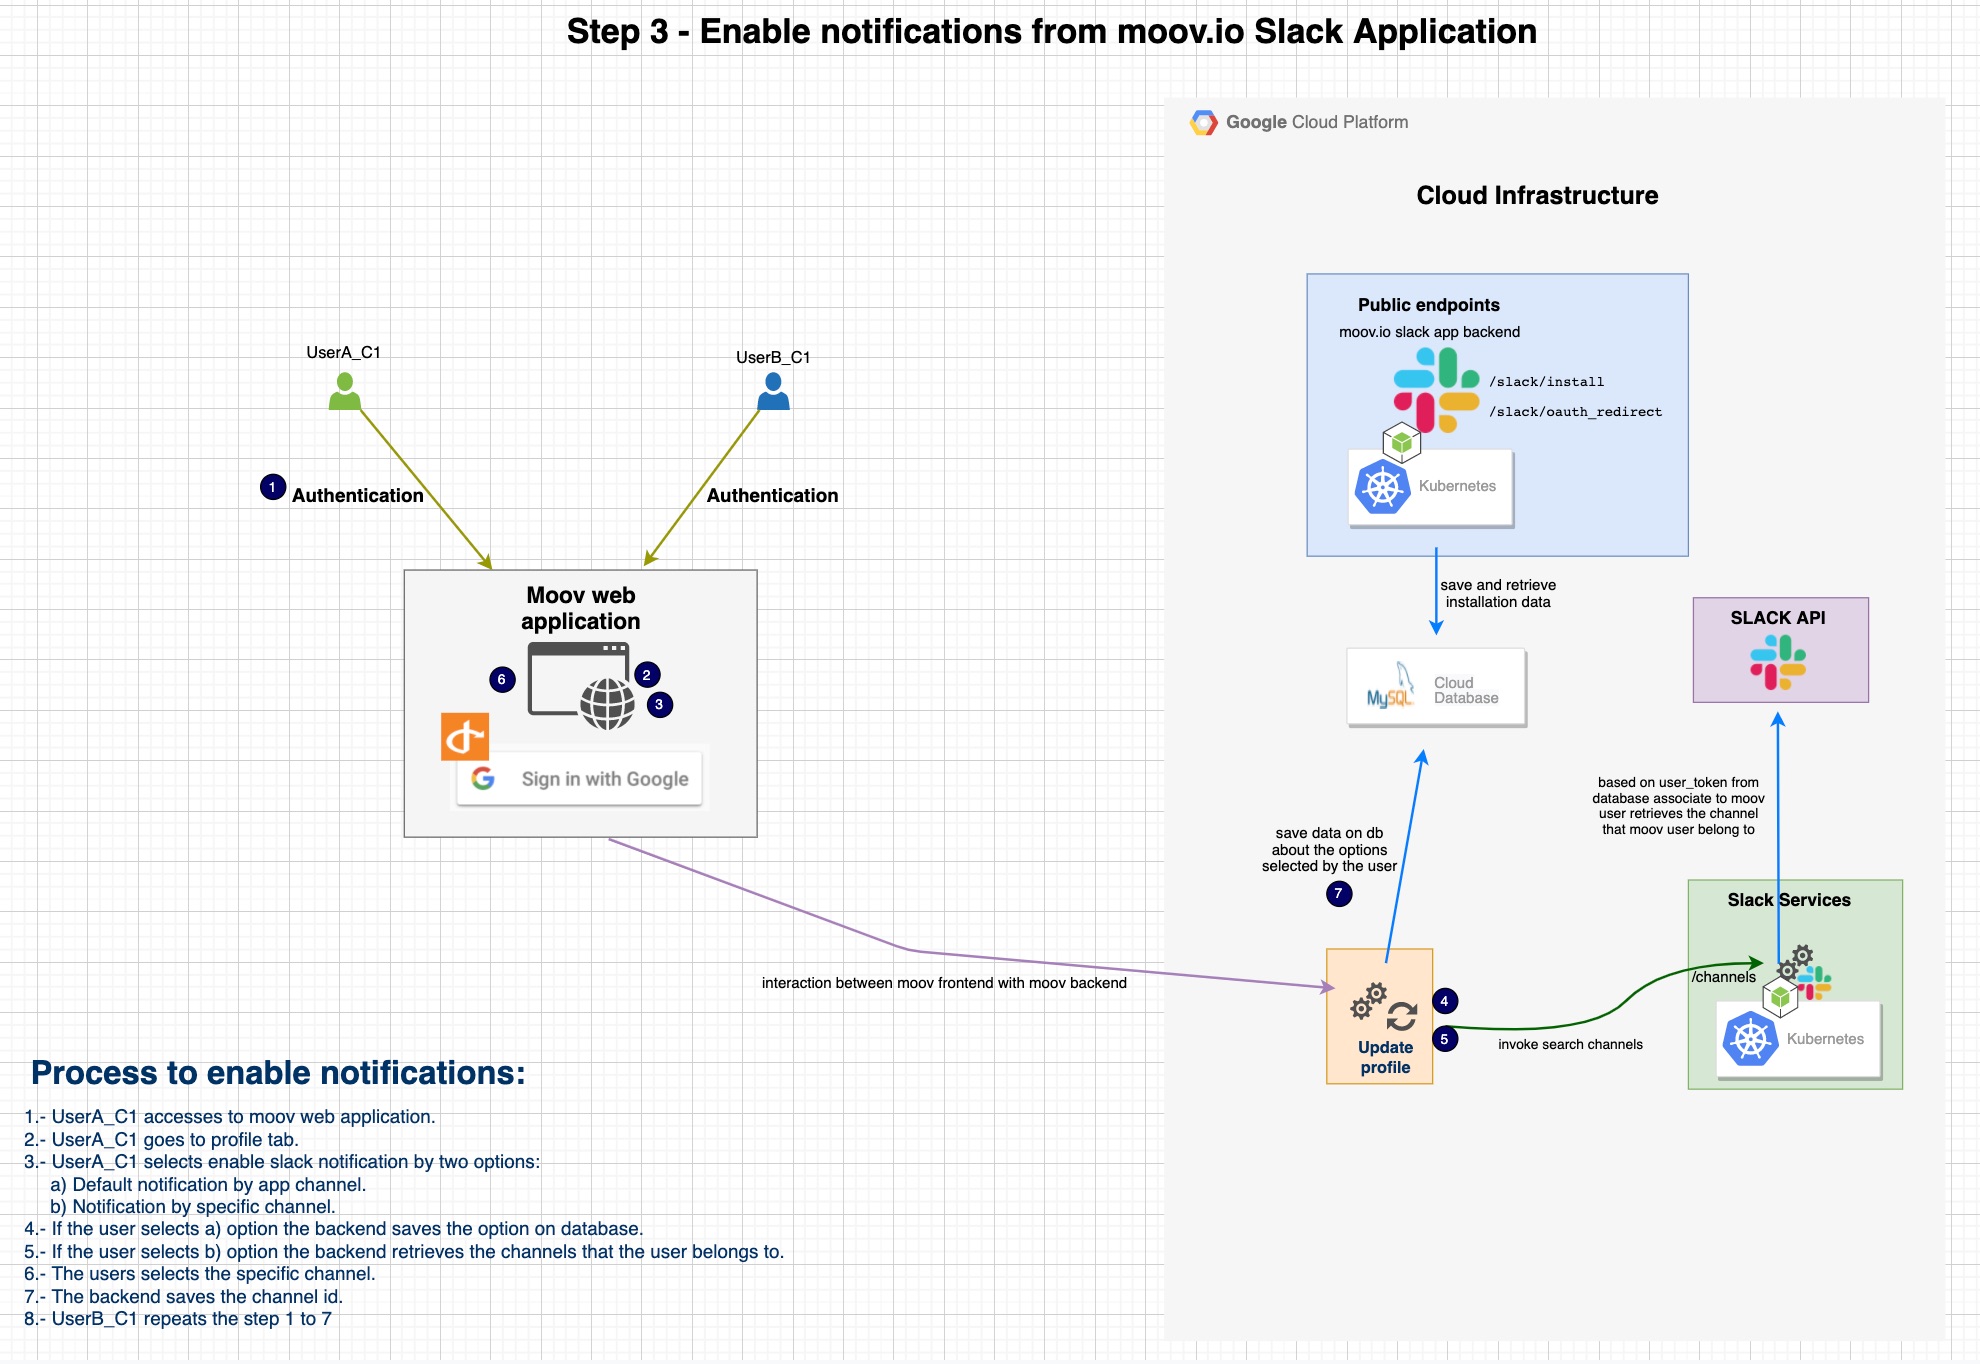 Step 3 - Enable notifications from moov.io Slack Application
Google Cloud Platform
Cloud Infrastructure
Public endpoints
moov.io slack app backend
/slack/install
/slack/oauth_redirect
Kubernetes
save and retrieve
installation data
MySQL
Cloud
Database
SLACK API
based on user_token from
database associate to moov
user retrieves the channel
that moov user belong to
UserA_C1
UserB_C1
1
Authentication
Authentication
Moov web
application
6
2
3
Sign in with Google
save data on db
about the options
selected by the user
7
Slack Services
/channels
Kubernetes
interaction between moov frontend with moov backend
4
5
Update
profile
invoke search channels
Process to enable notifications:
1.- UserA_C1 accesses to moov web application.
2.- UserA_C1 goes to profile tab.
3.- UserA_C1 selects enable slack notification by two options:
a) Default notification by app channel.
b) Notification by specific channel.
4.- If the user selects a) option the backend saves the option on database.
5.- If the user selects b) option the backend retrieves the channels that the user belongs to.
6.- The users selects the specific channel.
7.- The backend saves the channel id.
8.- UserB_C1 repeats the step 1 to 7